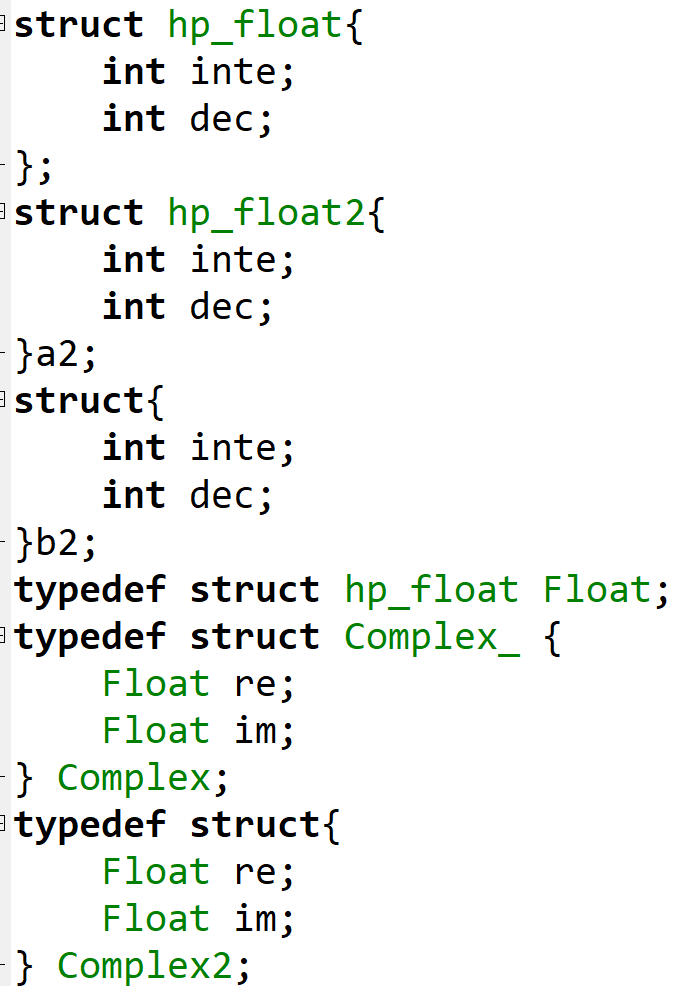 struct hp_float{
    int inte;
    int dec;
};
struct hp_float2{
    int inte;
    int dec;
}a2;
struct{
    int inte;
    int dec;
}b2;
typedef struct hp_float Float;
typedef struct Complex_ {
    Float re;
    Float im;
} Complex;
typedef struct{
    Float re;
    Float im;
} Complex2;